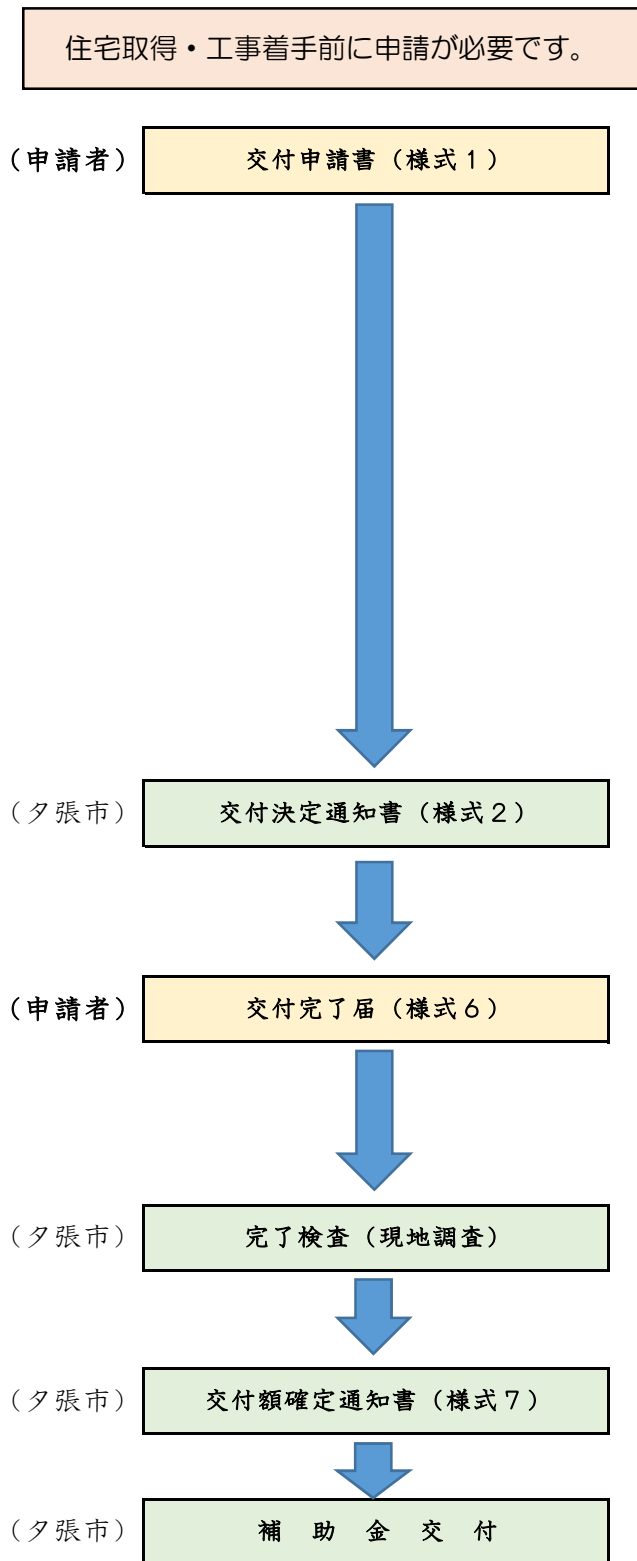 住宅取得・工事着手前に申請が必要です。
（申請者） 交付申請書（様式１）
（夕張市） 交付決定通知書（様式２）
（申請者） 交付完了届（様式６）
（夕張市） 完了検査（現地調査）
（夕張市） 交付額確定通知書（様式７）
（夕張市） 補　助　金　交　付